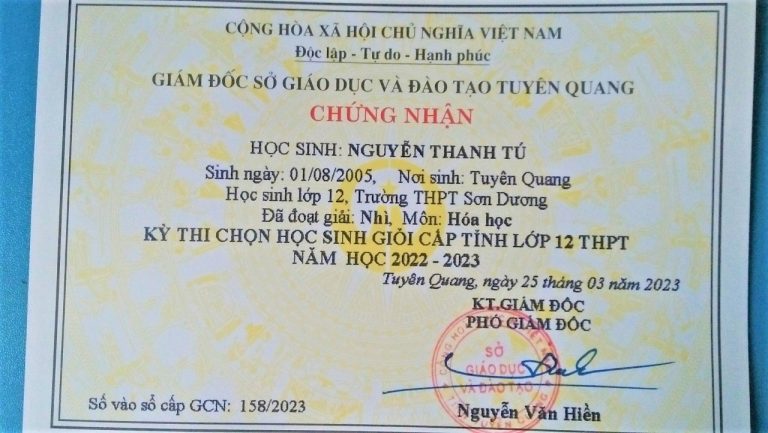 CỘNG HÒA XÃ HỘI CHỦ NGHĨA VIỆT NAM
Độc lập - Tự do - Hạnh phúc
GIÁM ĐỐC SỞ GIÁO DỤC VÀ ĐÀO TẠO TUYÊN QUANG
CHỨNG NHẬN
HỌC SINH: NGUYỄN THANH TÚ
Sinh ngày: 01/08/2005, Nơi sinh: Tuyên Quang
Học sinh lớp 12, Trường THPT Sơn Dương
Đã đoạt giải: Nhì, Môn: Hóa học
KỲ THI CHỌN HỌC SINH GIỎI CẤP TỈNH LỚP 12 THPT
NĂM HỌC 2022 - 2023
Tuyên Quang, ngày 25 tháng 03 năm 2023
KT.GIÁM ĐỐC
PHÓ GIÁM ĐỐC
SỞ
GIÁO DỤC
VÀ ĐÀO TẠO
Số vào sổ cấp GCN: 158/2023
Nguyễn Văn Hiền